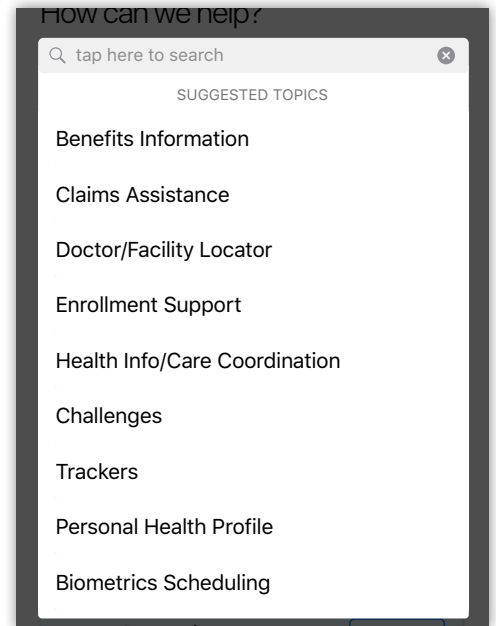 How can we help?
tap here to search
SUGGESTED TOPICS
Benefits Information
Claims Assistance
Doctor/Facility Locator
Enrollment Support
Health Info/Care Coordination
Challenges
Trackers
Personal Health Profile
Biometrics Scheduling